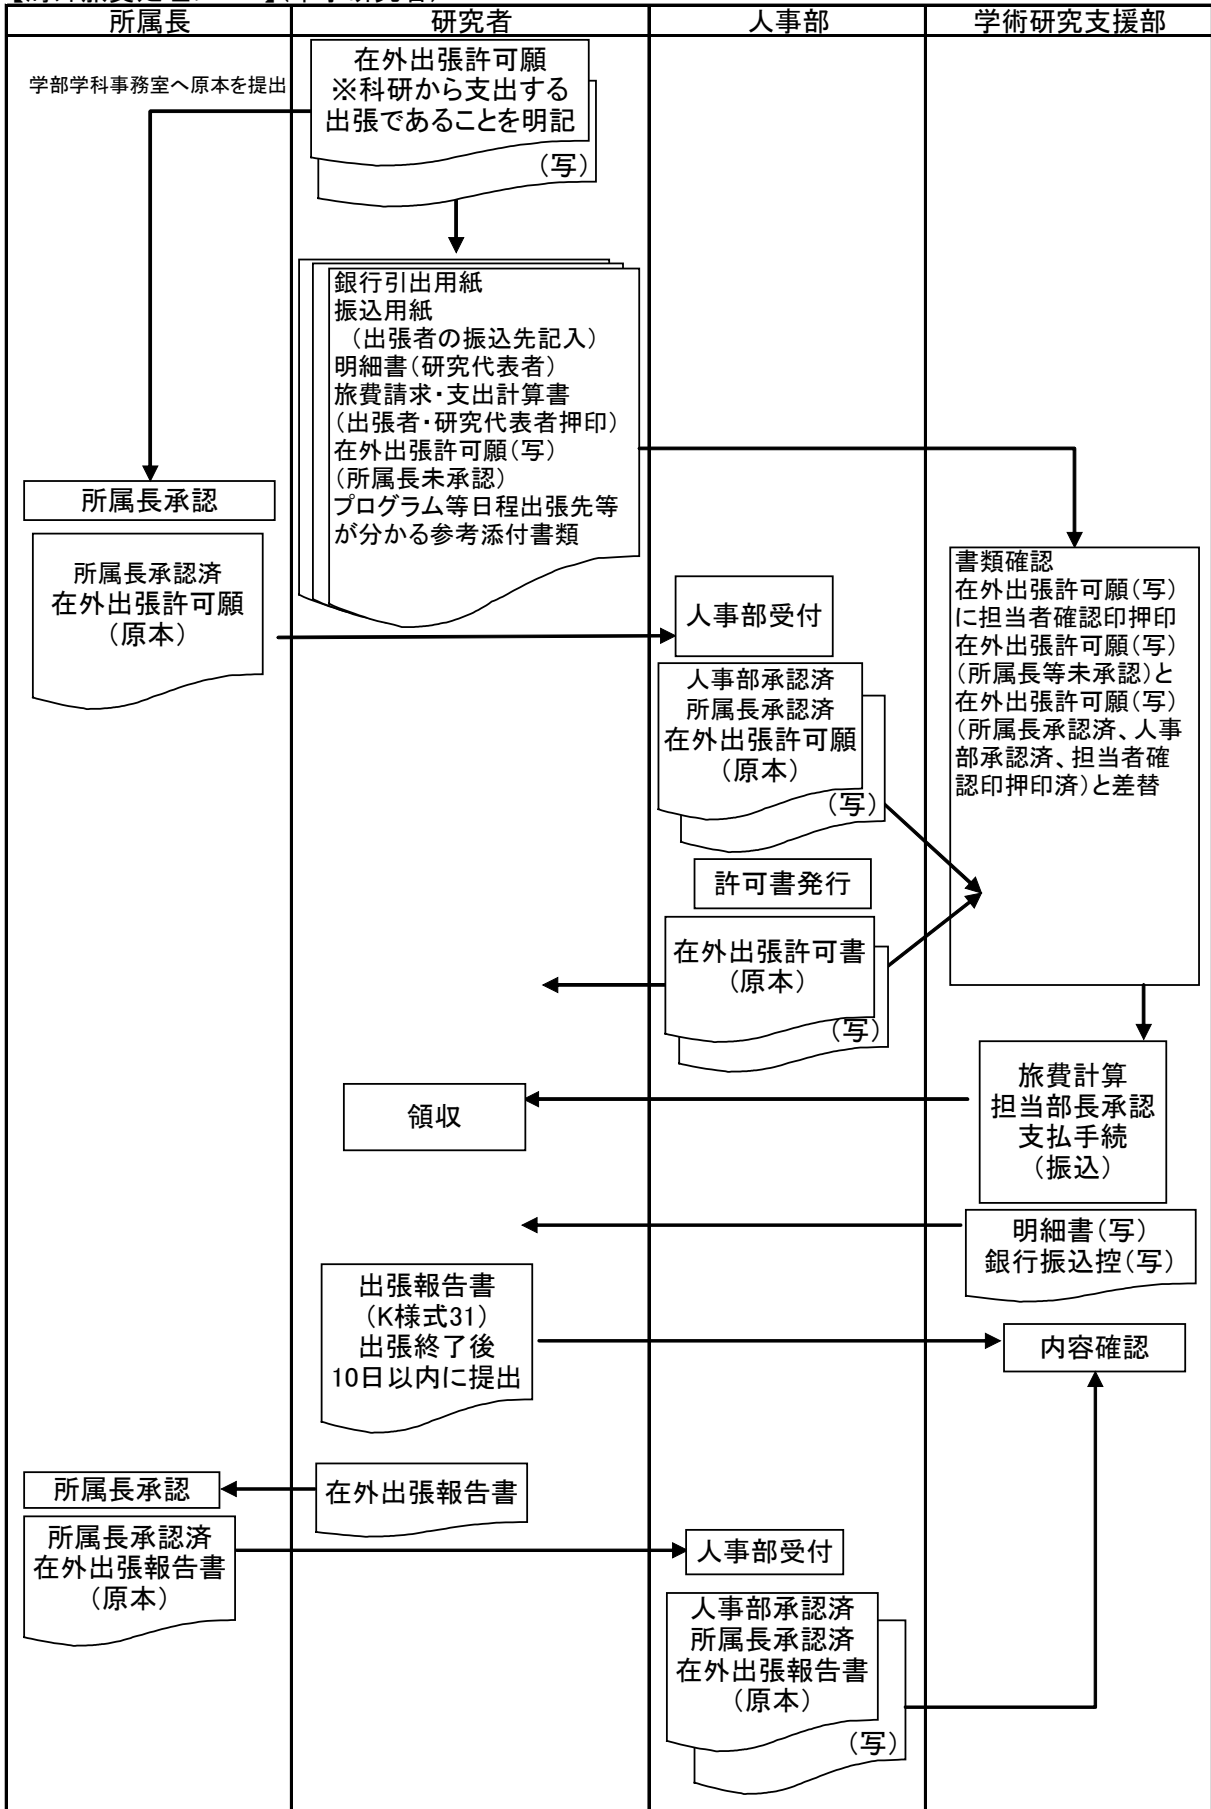 所属長
研究者
人事部
学術研究支援部
学部学科事務室へ原本を提出
在外出張許可願
※科研から支出する
出張であることを明記
(写)
銀行引出用紙
振込用紙
(出張者の振込先記入)
明細書(研究代表者)
旅費請求・支出計算書
(出張者・研究代表者押印)
在外出張許可願(写)
(所属長未承認)
プログラム等日程出張先等
が分かる参考添付書類
所属長承認
所属長承認済
在外出張許可願
(原本)
人事部受付
人事部承認済
所属長承認済
在外出張許可願
(原本)
(写)
書類確認
在外出張許可願(写)
に担当者確認印押印
在外出張許可願(写)
(所属長等未承認)と
在外出張許可願(写)
(所属長承認済、人事
部承認済、担当者確
認印押印済)と差替
許可書発行
在外出張許可書
(原本)
(写)
旅費計算
担当部長承認
支払手続
(振込)
領収
明細書(写)
銀行振込控(写)
出張報告書
(K様式31)
出張終了後
10日以内に提出
内容確認
所属長承認
在外出張報告書
所属長承認済
在外出張報告書
(原本)
人事部受付
人事部承認済
所属長承認済
在外出張報告書
(原本)
(写)